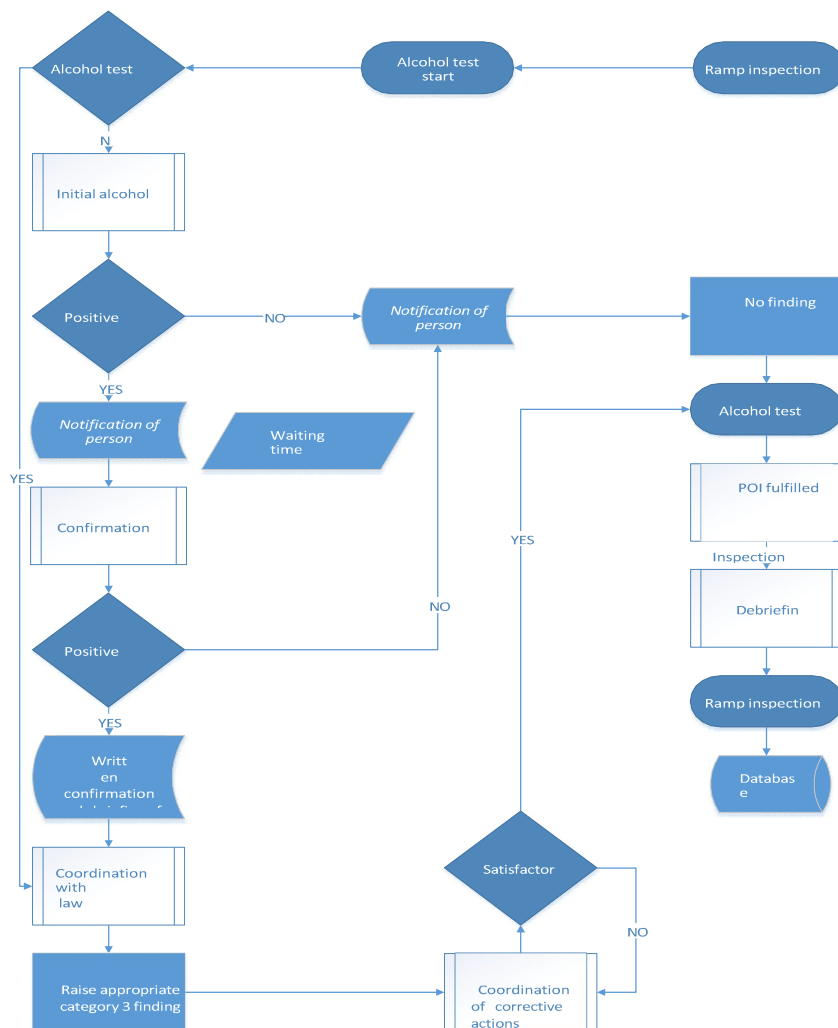 Alcohol test
Alcohol test
start
Ramp inspection
N
Initial alcohol
Positive
NO
Notification of
person
No finding
YES
Notification of
person
Waiting
time
Alcohol test
YES
Confirmation
YES
POI fulfilled
Inspection
NO
Positive
Debriefin
YES
Ramp inspection
Writt
en
confirmation
Databas
e
Coordination
with
law
Satisfactor
NO
Raise appropriate
category 3 finding
Coordination
of corrective
actions